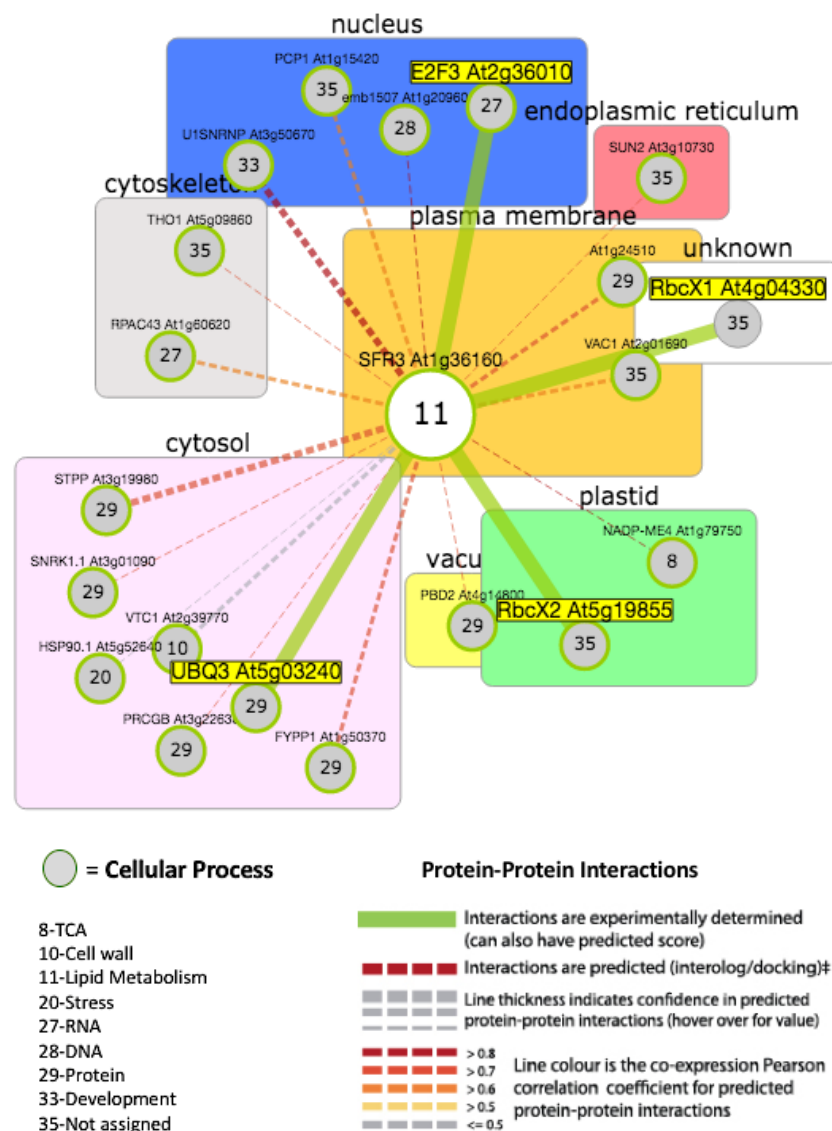 nucleus
PCP1 At1g15420
35
E2F3 At2g36010
27
emb1507 At1g20960
28
endoplasmic reticulum
U1SNRNP At3g50670
33
SUN2 At3g10730
35
cytoskeleton
plasma membrane
THO1 At5g09860
35
At1g24510
29
unknown
RbcX1 At4g04330
35
RPAC43 At1g60620
27
VAC1 At2g01690
35
SFR3 At1g36160
11
cytosol
STPP At3g19980
29
plastid
NADP-ME4 At1g79750
8
SNRK1.1 At3g01090
29
vacu
PBD2 At4g14800
29
RbcX2 At5g19855
35
VTC1 At2g39770
10
HSP90.1 At5g52640
20
UBQ3 At5g03240
29
PRCGB At3g2263
29
FYPP1 At1g50370
29
= Cellular Process
8-TCA
10-Cell wall
11-Lipid Metabolism
20-Stress
27-RNA
28-DNA
29-Protein
33-Development
35-Not assigned
Protein-Protein Interactions
Interactions are experimentally determined
(can also have predicted score)
Interactions are predicted (interolog/docking)‡
Line thickness indicates confidence in predicted
protein-protein interactions (hover over for value)
> 0.8
> 0.7
> 0.6
> 0.5
<= 0.5
Line colour is the co-expression Pearson
correlation coefficient for predicted
protein-protein interactions